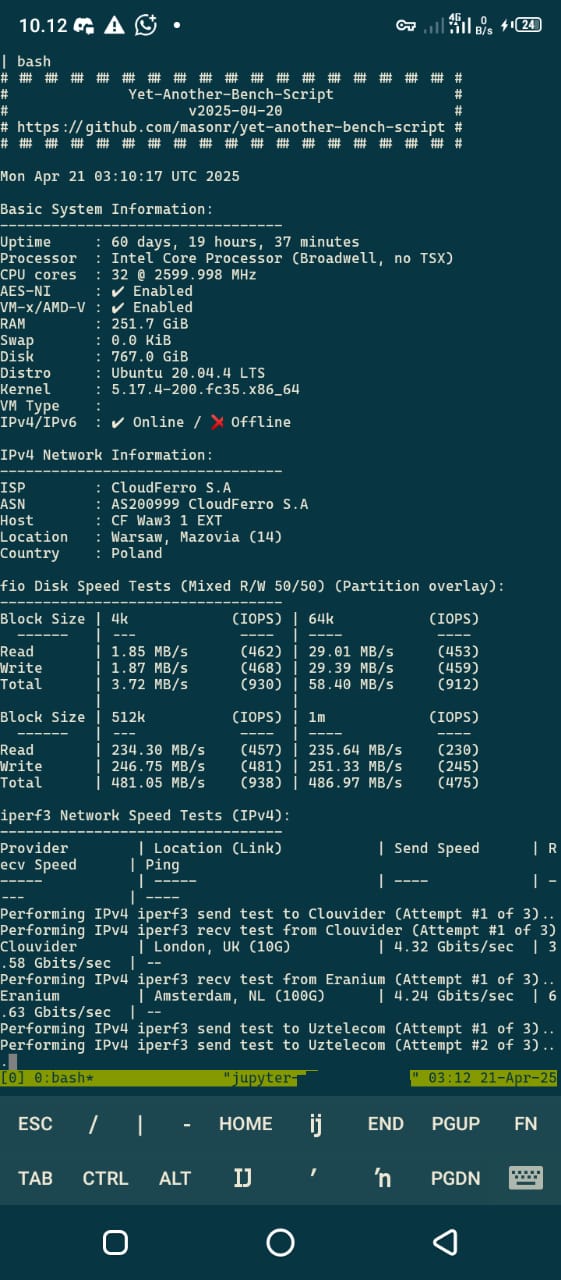 10.12 4G 0 B/s 24
| bash
# ## ## ## ## ## ## ## ## ## ## ## ## ## ## ## ## ## #
#              Yet-Another-Bench-Script              #
#                     v2025-04-20                    #
# https://github.com/masonr/yet-another-bench-script #
# ## ## ## ## ## ## ## ## ## ## ## ## ## ## ## ## ## #
Mon Apr 21 03:10:17 UTC 2025
Basic System Information:
---------------------------------
Uptime     : 60 days, 19 hours, 37 minutes
Processor  : Intel Core Processor (Broadwell, no TSX)
CPU cores  : 32 @ 2599.998 MHz
AES-NI     : ✔ Enabled
VM-x/AMD-V : ✔ Enabled
RAM        : 251.7 GiB
Swap       : 0.0 KiB
Disk       : 767.0 GiB
Distro     : Ubuntu 20.04.4 LTS
Kernel     : 5.17.4-200.fc35.x86_64
VM Type    :
IPv4/IPv6  : ✔ Online / ❌ Offline
IPv4 Network Information:
---------------------------------
ISP        : CloudFerro S.A
ASN        : AS200999 CloudFerro S.A
Host       : CF Waw3 1 EXT
Location   : Warsaw, Mazovia (14)
Country    : Poland
fio Disk Speed Tests (Mixed R/W 50/50) (Partition overlay):
---------------------------------
Block Size | 4k            (IOPS) | 64k           (IOPS)
  ------   | ---            ----  | ----           ----
Read       | 1.85 MB/s      (462) | 29.01 MB/s     (453)
Write      | 1.87 MB/s      (468) | 29.39 MB/s     (459)
Total      | 3.72 MB/s      (930) | 58.40 MB/s     (912)
           |                      |
Block Size | 512k          (IOPS) | 1m            (IOPS)
  ------   | ---            ----  | ----           ----
Read       | 234.30 MB/s    (457) | 235.64 MB/s    (230)
Write      | 246.75 MB/s    (481) | 251.33 MB/s    (245)
Total      | 481.05 MB/s    (938) | 486.97 MB/s    (475)
iperf3 Network Speed Tests (IPv4):
---------------------------------
Provider        | Location (Link)           | Send Speed      | R
ecv Speed      | Ping
-----           | -----                     | ----            | -
---            | ----
Performing IPv4 iperf3 send test to Clouvider (Attempt #1 of 3)..
Performing IPv4 iperf3 recv test from Clouvider (Attempt #1 of 3)
Clouvider       | London, UK (10G)          | 4.32 Gbits/sec  | 3
.58 Gbits/sec  | --
Performing IPv4 iperf3 recv test from Eranium (Attempt #1 of 3)..
Eranium         | Amsterdam, NL (100G)      | 4.24 Gbits/sec  | 6
.63 Gbits/sec  | --
Performing IPv4 iperf3 send test to Uztelecom (Attempt #1 of 3)..
Performing IPv4 iperf3 send test to Uztelecom (Attempt #2 of 3)..
.
[0] 0:bash* "jupyter- " 03:12 21-Apr-25
ESC / | - HOME ij END PGUP FN
TAB CTRL ALT IJ ′ ŉ PGDN